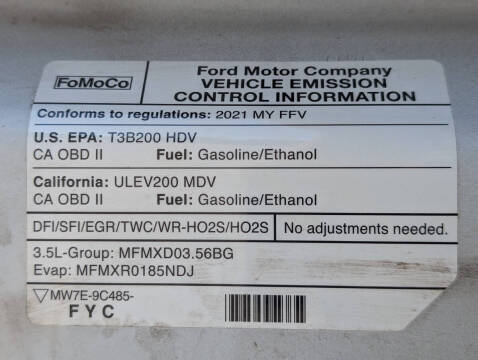 FoMoCo
Ford Motor Company
VEHICLE EMISSION
CONTROL INFORMATION
Conforms to regulations: 2021 MY FFV
U.S. EPA: T3B200 HDV
CA OBD II Fuel: Gasoline/Ethanol
California: ULEV200 MDV
CA OBD II Fuel: Gasoline/Ethanol
DFI/SFI/EGR/TWC/WR-HO2S/HO2S No adjustments needed.
3.5L-Group: MFMXD03.56BG
Evap: MFMXR0185NDJ
MW7E-9C485-
FYC